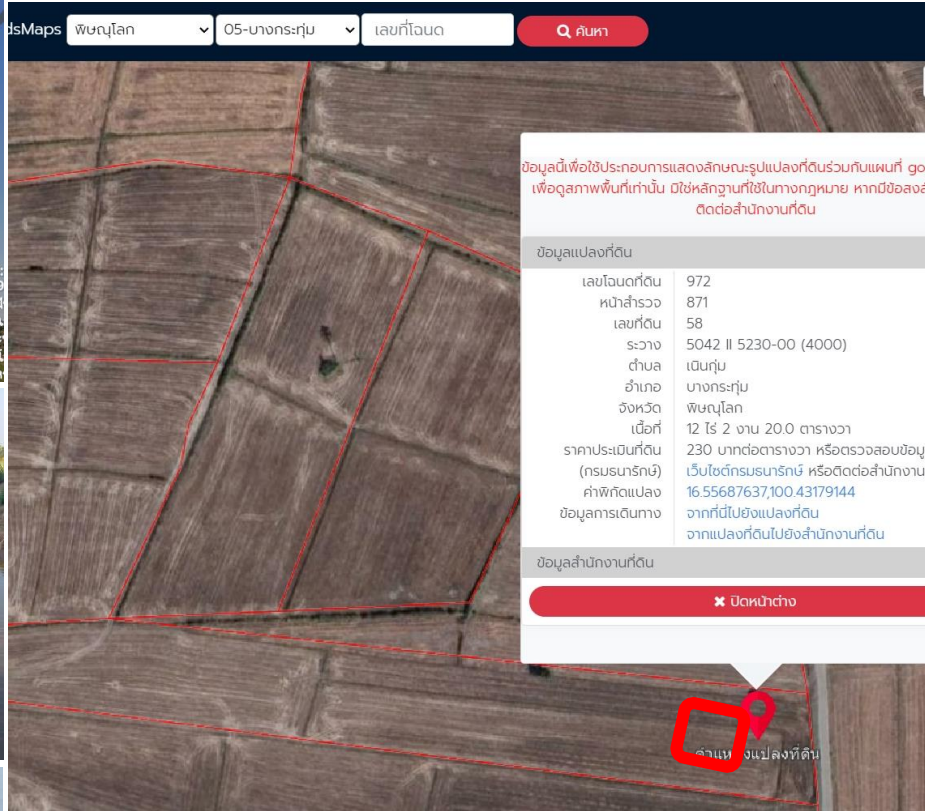 dsMaps พิษณุโลก 05-บางกระทุ่ม เลขที่โฉนด ค้นหา
ข้อมูลนี้เพื่อใช้ประกอบการแสดงลักษณะรูปแปลงที่ดินร่วมกับแผนที่ go
เพื่อดูสภาพพื้นที่เท่านั้น มิใช่หลักฐานที่ใช้ในทางกฎหมาย หากมีข้อสงส
ติดต่อสำนักงานที่ดิน
ข้อมูลแปลงที่ดิน
เลขโฉนดที่ดิน 972
หน้าสำรวจ 871
เลขที่ดิน 58
ระวาง 5042 II 5230-00 (4000)
ตำบล เนินกุ่ม
อำเภอ บางกระทุ่ม
จังหวัด พิษณุโลก
เนื้อที่ 12 ไร่ 2 งาน 20.0 ตารางวา
ราคาประเมินที่ดิน 230 บาทต่อตารางวา หรือตรวจสอบข้อมู
(กรมธนารักษ์) เว็บไซต์กรมธนารักษ์ หรือติดต่อสำนักงาน
ค่าพิกัดแปลง 16.55687637,100.43179144
ข้อมูลการเดินทาง จากที่นี่ไปยังแปลงที่ดิน
จากแปลงที่ดินไปยังสำนักงานที่ดิน
ข้อมูลสำนักงานที่ดิน
ปิดหน้าต่าง
ตำแหน่งแปลงที่ดิน